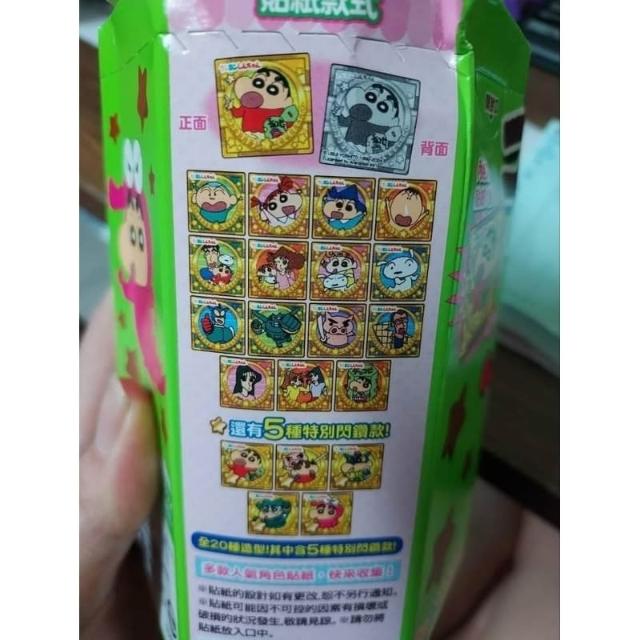 貼紙款式
正面
背面
還有5種特別閃鑽款!
全20種造型!其中含5種特別閃鑽款!
多款人氣角色貼紙，快來收集!
※貼紙的設計如有更改,恕不另行通知。
※貼紙可能因不可控的因素有損壞或
破損的狀況發生,敬請見諒。※請勿將
貼紙放入口中。